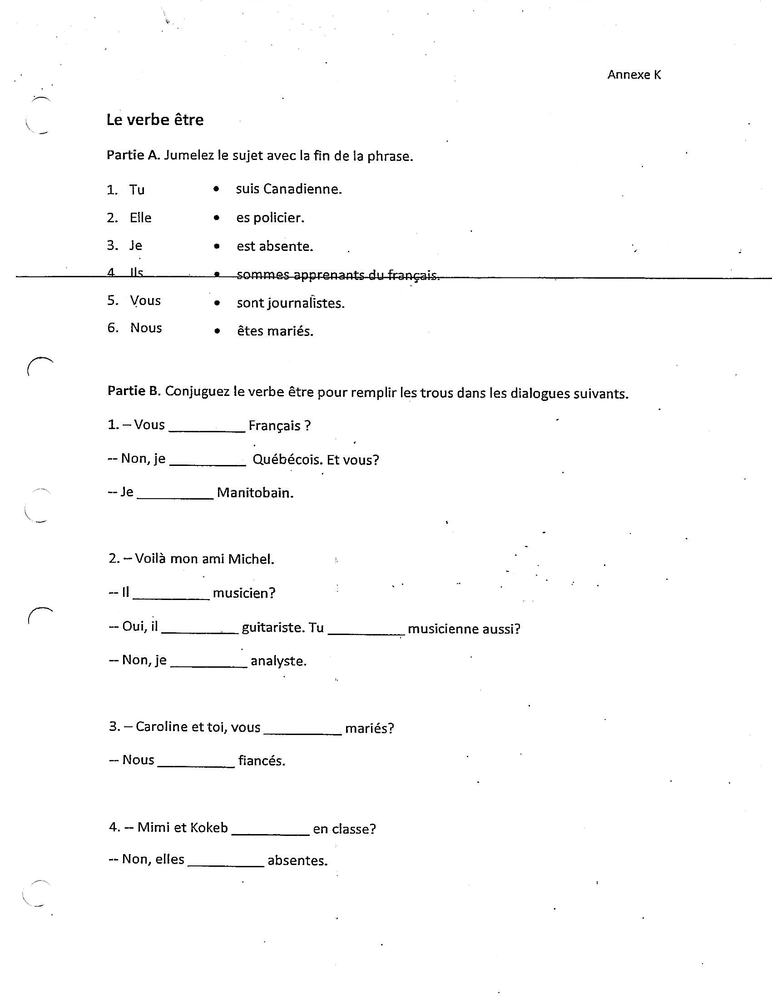 Annexe K
Le verbe être
Partie A. Jumelez le sujet avec la fin de la phrase.
1. Tu • suis Canadienne.
2. Elle • es policier.
3. Je • est absente.
4 Ils • sommes apprenants du français.
5. Vous • sont journalistes.
6. Nous • êtes mariés.
Partie B. Conjuguez le verbe être pour remplir les trous dans les dialogues suivants.
1. – Vous __________ Français ?
-- Non, je __________ Québécois. Et vous?
-- Je __________ Manitobain.
2. – Voilà mon ami Michel.
-- Il __________ musicien?
-- Oui, il __________ guitariste. Tu __________ musicienne aussi?
-- Non, je __________ analyste.
3. – Caroline et toi, vous __________ mariés?
-- Nous __________ fiancés.
4. -- Mimi et Kokeb __________ en classe?
-- Non, elles __________ absentes.